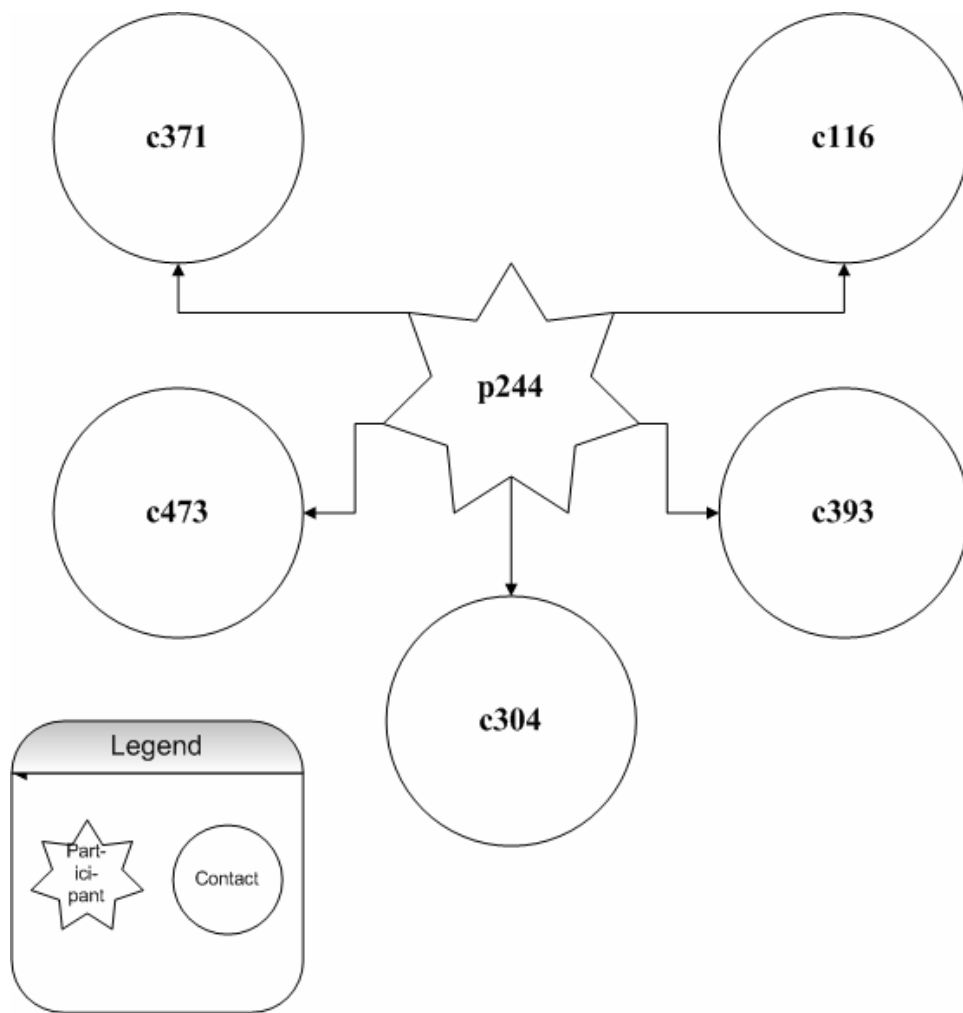 c371
c116
p244
c473
c393
c304
Legend
Part-
ici-
pant
Contact